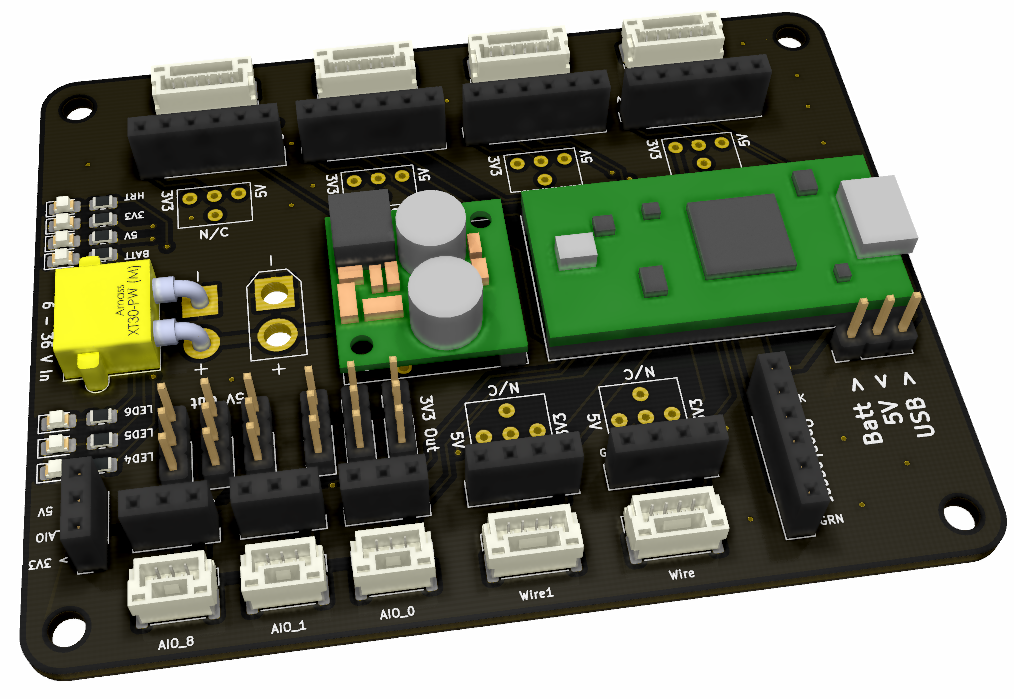 3V3
5V
N/C
3V3
5V
3V3
5V
3V3
5V
HRT
3V3
5V
BATT
Amass
XT30-PW (M)
6 - 36 V In
-
+
-
+
LED6
LED5
LED4
3V3 Out
N/C
5V
3V3
N/C
5V
3V3
Batt >
5V <
USB >
GRN
5V
AIO
3V3 >
AIO_8
AIO_1
AIO_0
Wire1
Wire